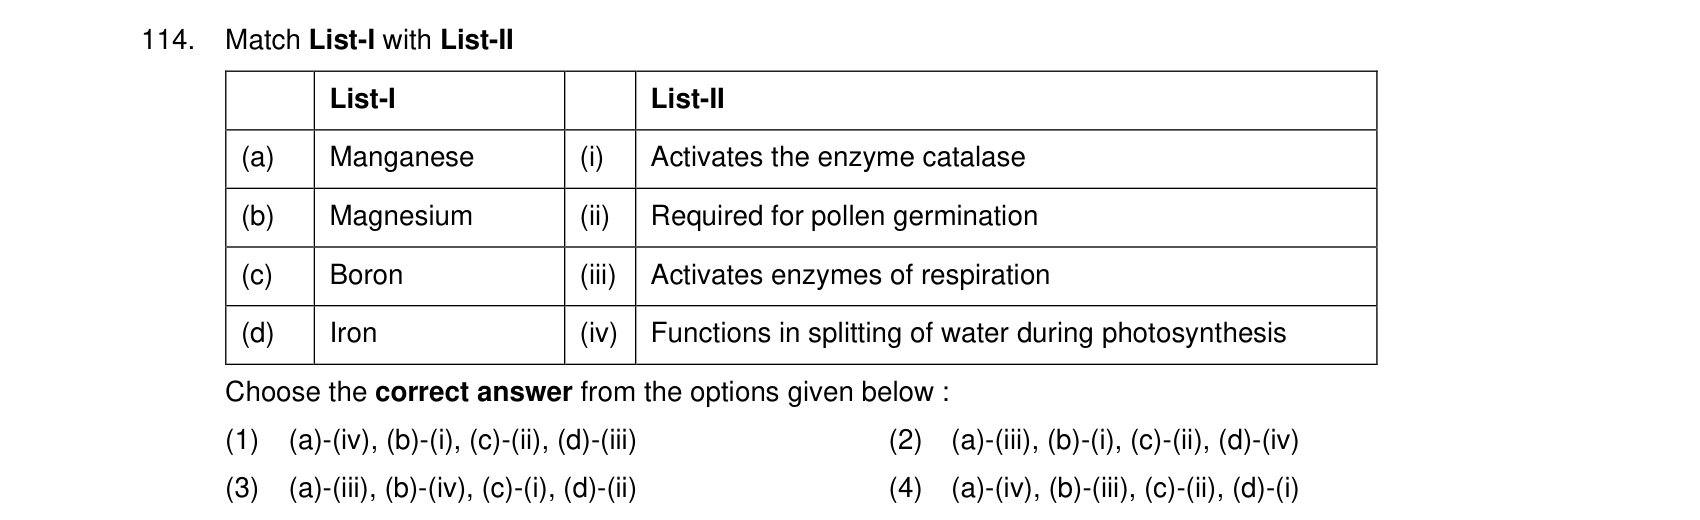 114. Match List-I with List-II
List-I List-II
(a) Manganese (i) Activates the enzyme catalase
(b) Magnesium (ii) Required for pollen germination
(c) Boron (iii) Activates enzymes of respiration
(d) Iron (iv) Functions in splitting of water during photosynthesis
Choose the correct answer from the options given below :
(1) (a)-(iv), (b)-(i), (c)-(ii), (d)-(iii) (2) (a)-(iii), (b)-(i), (c)-(ii), (d)-(iv)
(3) (a)-(iii), (b)-(iv), (c)-(i), (d)-(ii) (4) (a)-(iv), (b)-(iii), (c)-(ii), (d)-(i)